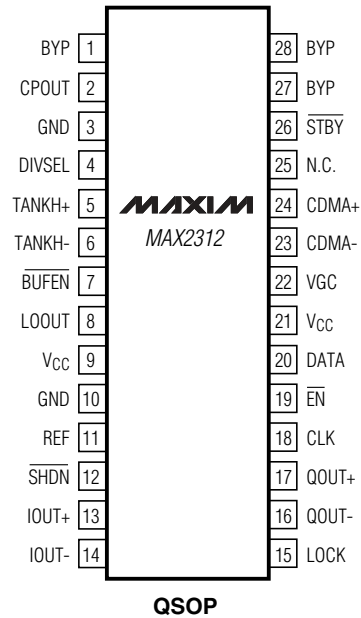 BYP 1
CPOUT 2
GND 3
DIVSEL 4
TANKH+ 5
TANKH- 6
BUFEN 7
LOOUT 8
VCC 9
GND 10
REF 11
SHDN 12
IOUT+ 13
IOUT- 14
MAXIM
MAX2312
28 BYP
27 BYP
26 STBY
25 N.C.
24 CDMA+
23 CDMA-
22 VGC
21 VCC
20 DATA
19 EN
18 CLK
17 QOUT+
16 QOUT-
15 LOCK
QSOP